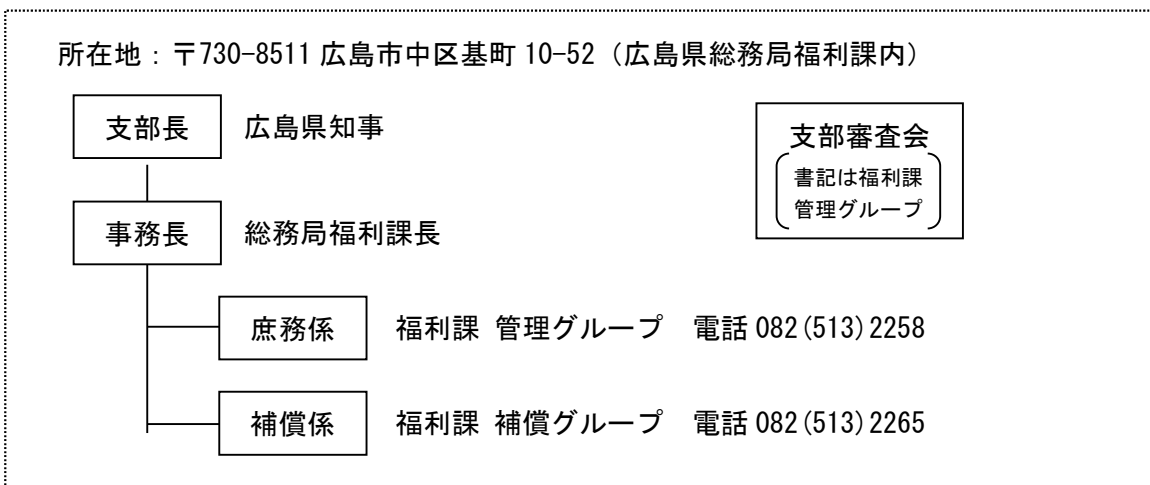 所在地：〒730-8511 広島市中区基町 10-52（広島県総務局福利課内）
支部長 広島県知事
支部審査会
書記は福利課
管理グループ
事務長 総務局福利課長
庶務係 福利課 管理グループ 電話 082(513)2258
補償係 福利課 補償グループ 電話 082(513)2265